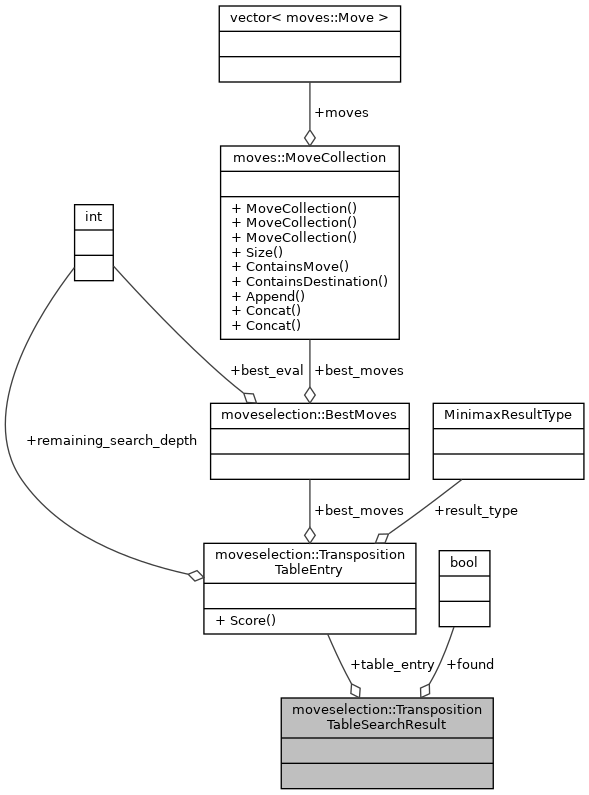 vector< moves::Move >
+moves
moves::MoveCollection
+ MoveCollection()
+ MoveCollection()
+ MoveCollection()
+ Size()
+ ContainsMove()
+ ContainsDestination()
+ Append()
+ Concat()
+ Concat()
int
+best_eval
+best_moves
moveselection::BestMoves
MinimaxResultType
+remaining_search_depth
+best_moves
+result_type
moveselection::Transposition
TableEntry
+ Score()
bool
+table_entry
+found
moveselection::Transposition
TableSearchResult